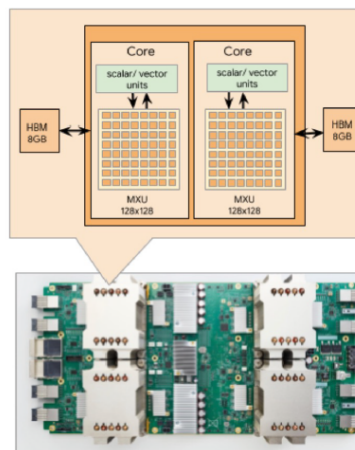 Core
Core
scalar/ vector
units
scalar/ vector
units
HBM
8GB
HBM
8GB
MXU
128x128
MXU
128x128